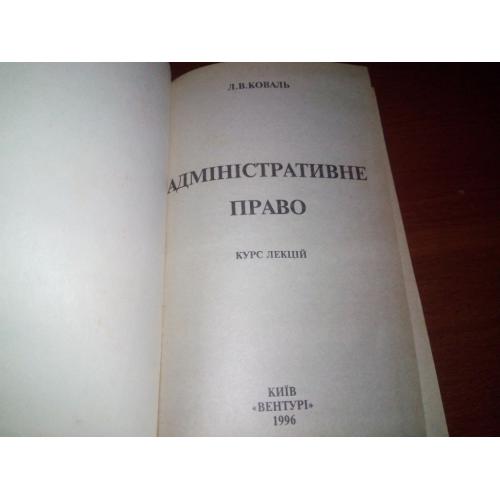 Л.В.КОВАЛЬ
АДМІНІСТРАТИВНЕ
ПРАВО
КУРС ЛЕКЦІЙ
КИЇВ
«ВЕНТУРІ»
1996